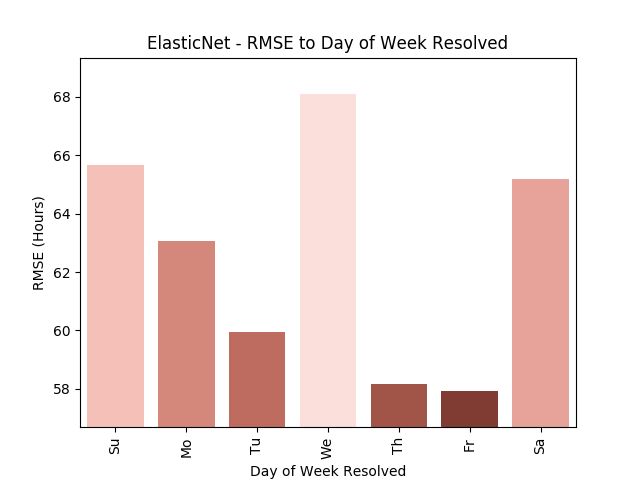 ElasticNet - RMSE to Day of Week Resolved
68
66
64
62
60
58
RMSE (Hours)
Su
Mo
Tu
We
Th
Fr
Sa
Day of Week Resolved